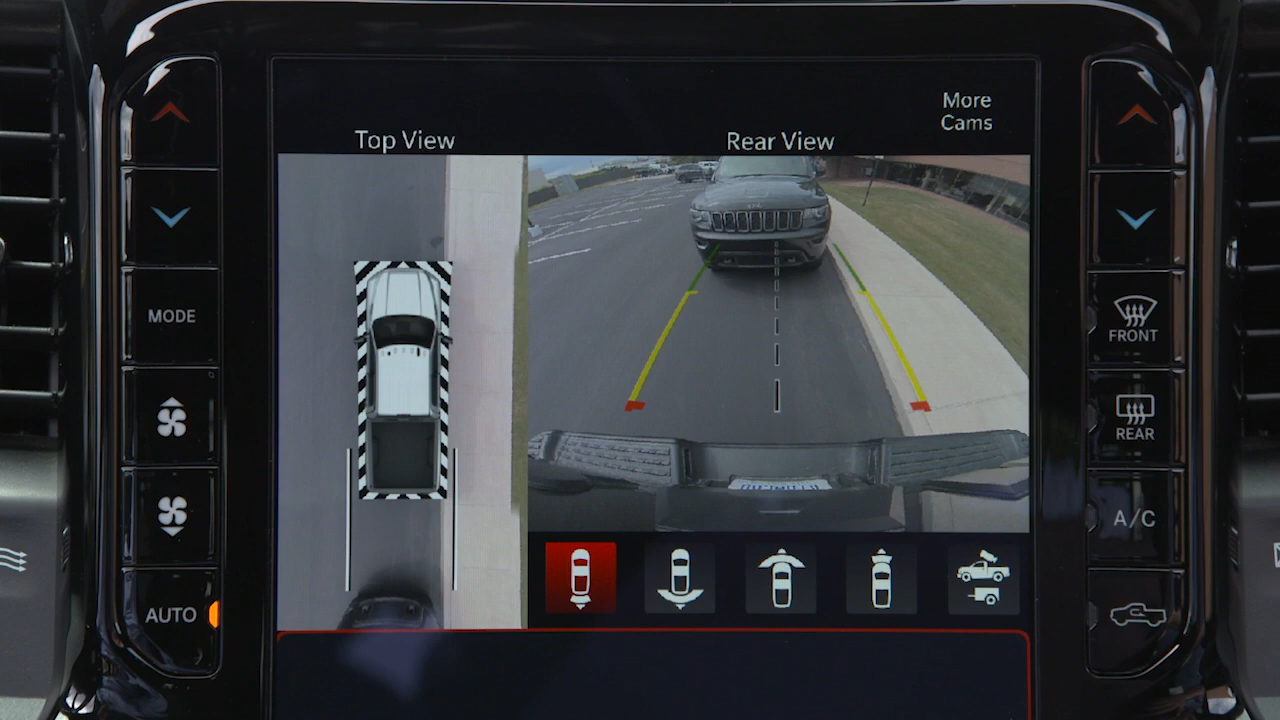 More
Cams
Top View
Rear View
MODE
AUTO
FRONT
REAR
A/C